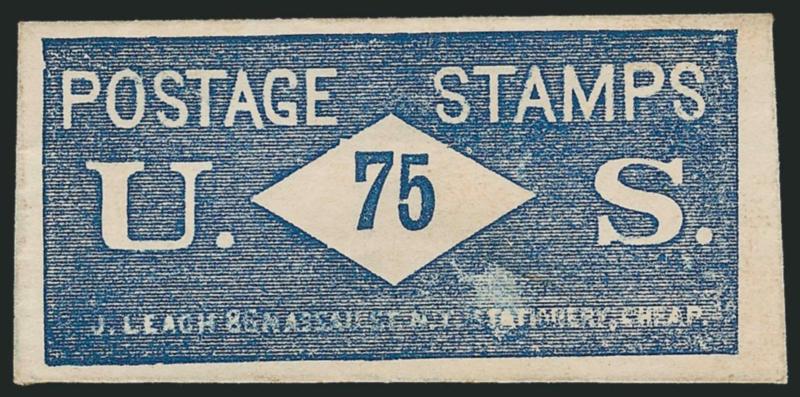 POSTAGE STAMPS
U. 75 S.
J. LEACH 86 NASSAU ST. N.Y. STATIONERY, CHEAP.